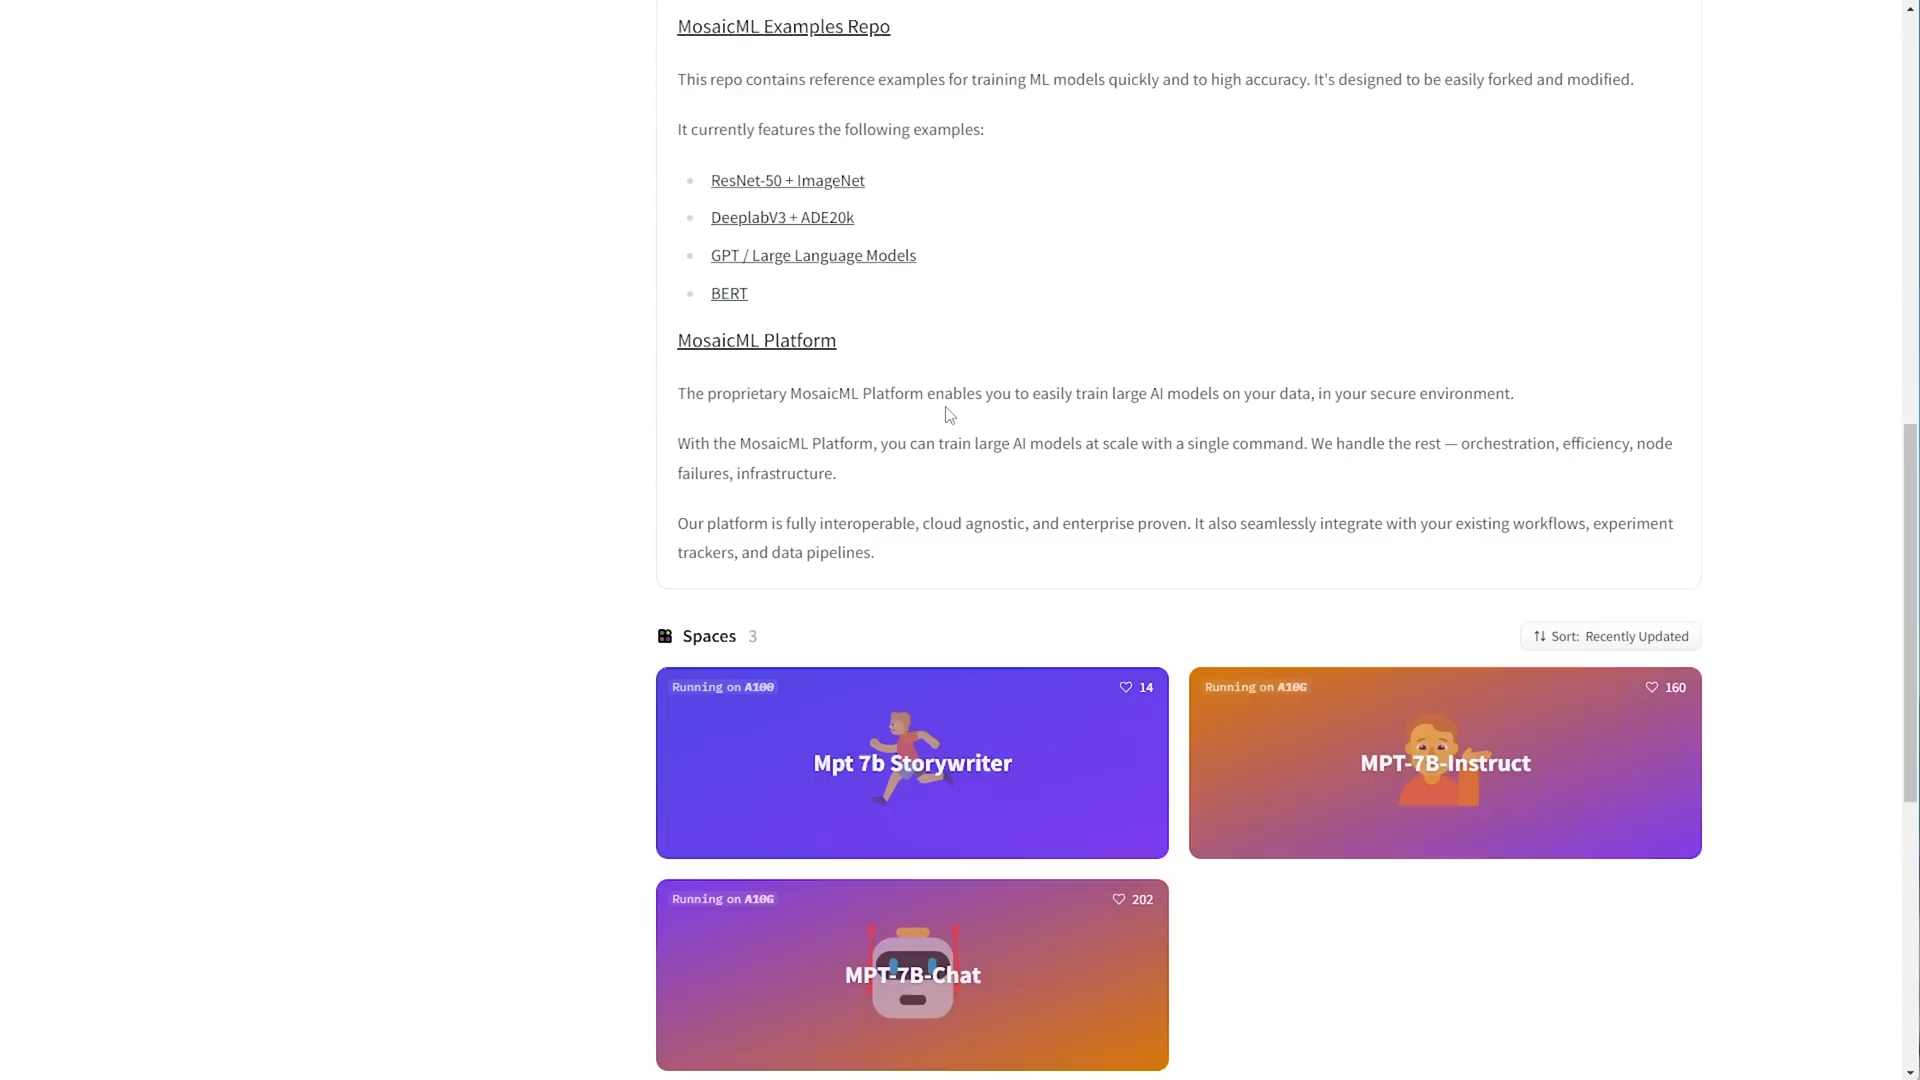 MosaicML Examples Repo
This repo contains reference examples for training ML models quickly and to high accuracy. It's designed to be easily forked and modified.
It currently features the following examples:
ResNet-50 + ImageNet
DeeplabV3 + ADE20k
GPT / Large Language Models
BERT
MosaicML Platform
The proprietary MosaicML Platform enables you to easily train large AI models on your data, in your secure environment.
With the MosaicML Platform, you can train large AI models at scale with a single command. We handle the rest — orchestration, efficiency, node
failures, infrastructure.
Our platform is fully interoperable, cloud agnostic, and enterprise proven. It also seamlessly integrate with your existing workflows, experiment
trackers, and data pipelines.
Spaces 3
Sort: Recently Updated
Running on A100
14
Mpt 7b Storywriter
Running on A10G
160
MPT-7B-Instruct
Running on A10G
202
MPT-7B-Chat